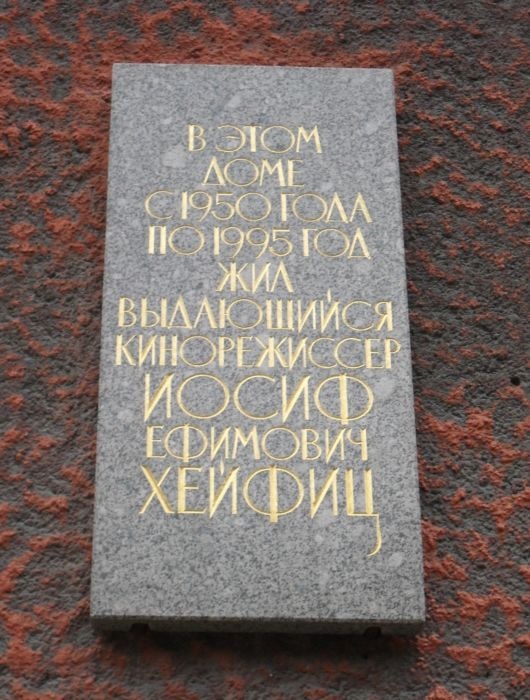 В ЭТОМ
ДОМЕ
С 1950 ГОДА
ПО 1995 ГОД
ЖИЛ
ВЫДАЮЩИЙСЯ
КИНОРЕЖИССЕР
ИОСИФ
ЕФИМОВИЧ
ХЕЙФИЦ